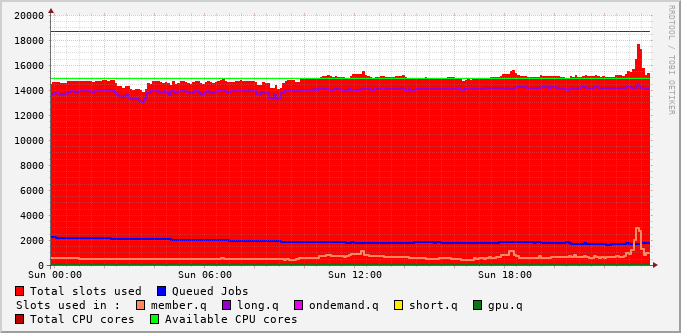 20000
18000
16000
14000
12000
10000
8000
6000
4000
2000
0
Sun 00:00 Sun 06:00 Sun 12:00 Sun 18:00
Total slots used Queued Jobs
Slots used in : member.q long.q ondemand.q short.q gpu.q
Total CPU cores Available CPU cores
RRDTOOL / TOBI OETIKER